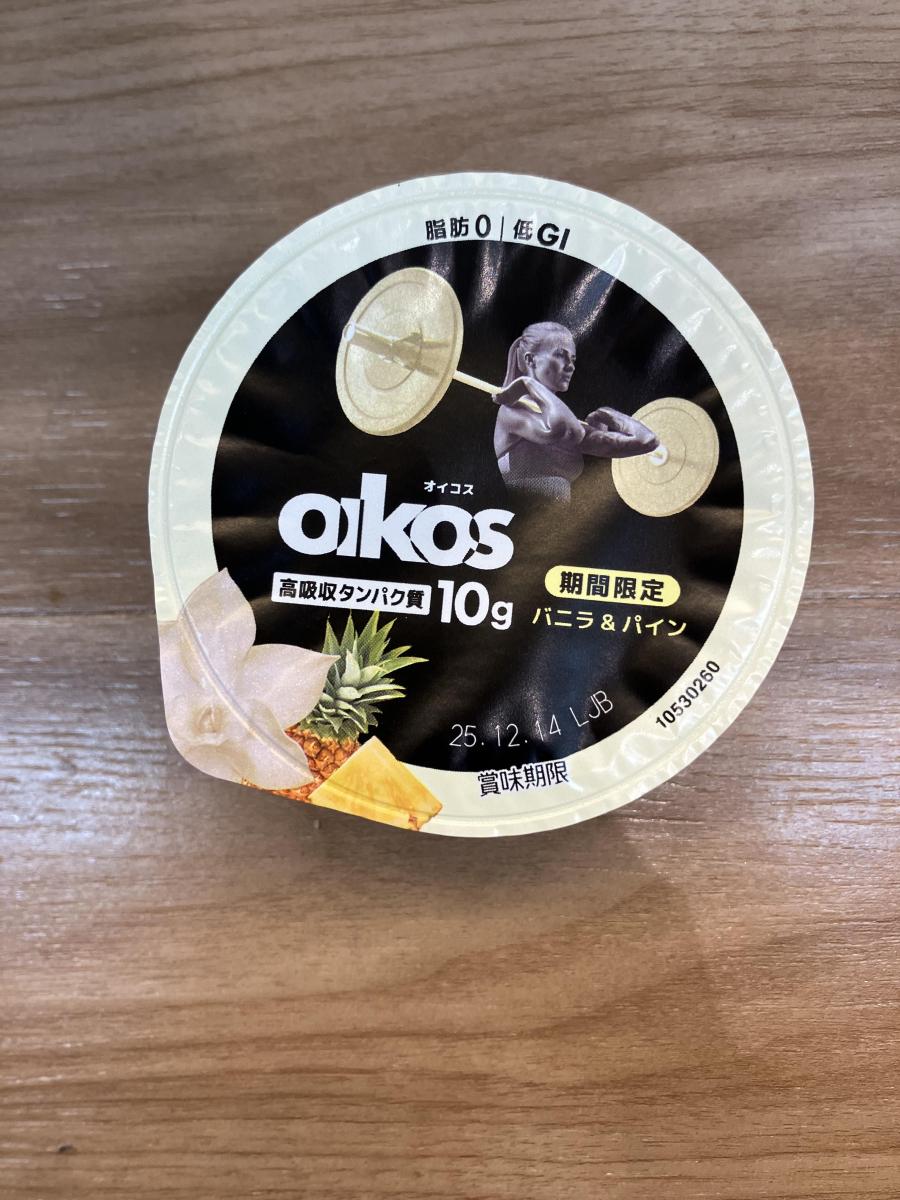 脂肪0｜低GI
オイコス
oikos
高吸収タンパク質 10g
期間限定
バニラ&パイン
25.12.14 LJB
賞味期限
10530260